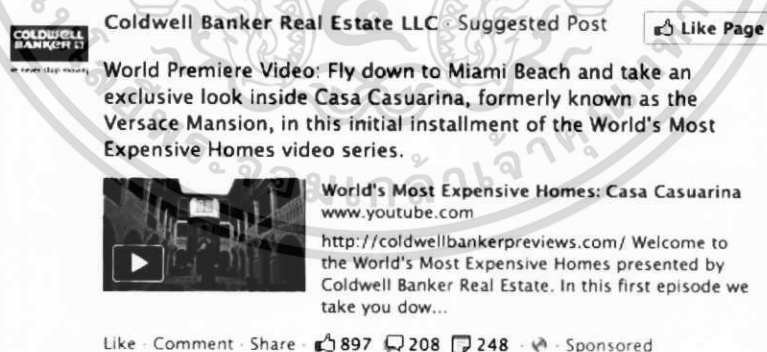 Coldwell Banker Real Estate LLC · Suggested Post
Like Page
COLDWELL
BANKER
we never stop moving
World Premiere Video: Fly down to Miami Beach and take an
exclusive look inside Casa Casuarina, formerly known as the
Versace Mansion, in this initial installment of the World's Most
Expensive Homes video series.
World's Most Expensive Homes: Casa Casuarina
www.youtube.com
http://coldwellbankerpreviews.com/ Welcome to
the World's Most Expensive Homes presented by
Coldwell Banker Real Estate. In this first episode we
take you dow...
Like · Comment · Share · 897 208 248 · · Sponsored